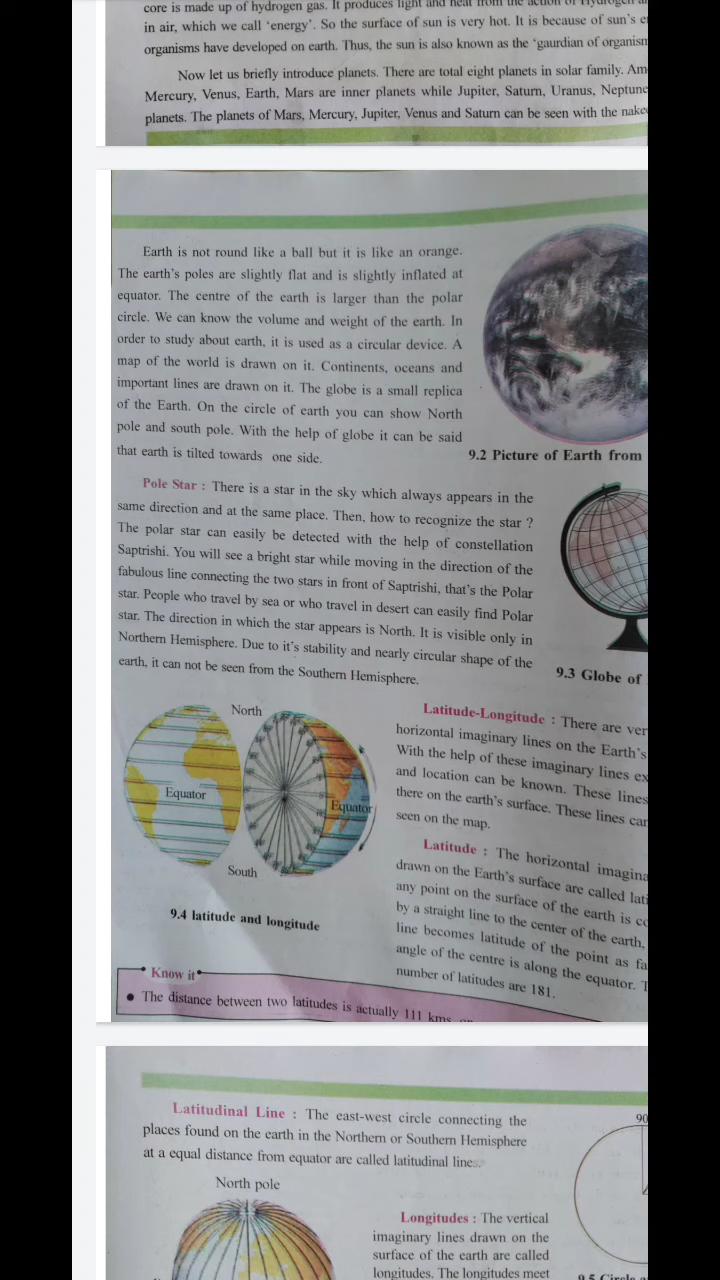 core is made up of hydrogen gas. It produces light and heat from the action of Hydrogen
in air, which we call 'energy'. So the surface of sun is very hot. It is because of sun's
organisms have developed on earth. Thus, the sun is also known as the 'gaurdian of organism
Now let us briefly introduce planets. There are total eight planets in solar family. Am
Mercury, Venus, Earth, Mars are inner planets while Jupiter, Saturn, Uranus, Neptune
planets. The planets of Mars, Mercury, Jupiter, Venus and Saturn can be seen with the nake
Earth is not round like a ball but it is like an orange.
The earth's poles are slightly flat and is slightly inflated at
equator. The centre of the earth is larger than the polar
circle. We can know the volume and weight of the earth. In
order to study about earth, it is used as a circular device. A
map of the world is drawn on it. Continents, oceans and
important lines are drawn on it. The globe is a small replica
of the Earth. On the circle of earth you can show North
pole and south pole. With the help of globe it can be said
that earth is tilted towards one side.
9.2 Picture of Earth from
Pole Star : There is a star in the sky which always appears in the
same direction and at the same place. Then, how to recognize the star ?
The polar star can easily be detected with the help of constellation
Saptrishi. You will see a bright star while moving in the direction of the
fabulous line connecting the two stars in front of Saptrishi, that's the Polar
star. People who travel by sea or who travel in desert can easily find Polar
star. The direction in which the star appears is North. It is visible only in
Northern Hemisphere. Due to it's stability and nearly circular shape of the
earth, it can not be seen from the Southern Hemisphere.
9.3 Globe of
North
Equator
Equator
South
9.4 latitude and longitude
Latitude-Longitude : There are ver
horizontal imaginary lines on the Earth's
With the help of these imaginary lines ex
and location can be known. These lines
there on the earth's surface. These lines can
seen on the map.
Latitude : The horizontal imagina
drawn on the Earth's surface are called lati
any point on the surface of the earth is co
by a straight line to the center of the earth,
line becomes latitude of the point as fa
angle of the centre is along the equator. T
number of latitudes are 181.
Know it
• The distance between two latitudes is actually 111 kms
Latitudinal Line : The east-west circle connecting the
places found on the earth in the Northern or Southern Hemisphere
at a equal distance from equator are called latitudinal lines.
90
North pole
Longitudes : The vertical
imaginary lines drawn on the
surface of the earth are called
longitudes. The longitudes meet
9.5 Circle